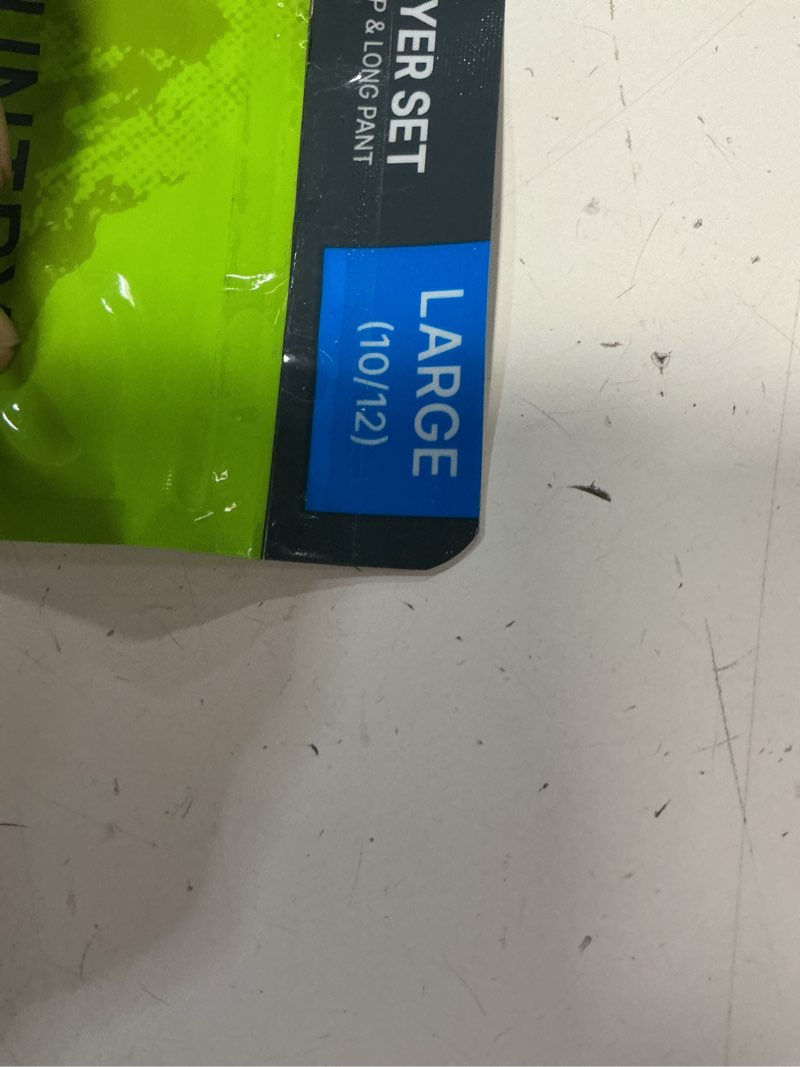 YER SET
P & LONG PANT
LARGE
(10/12)